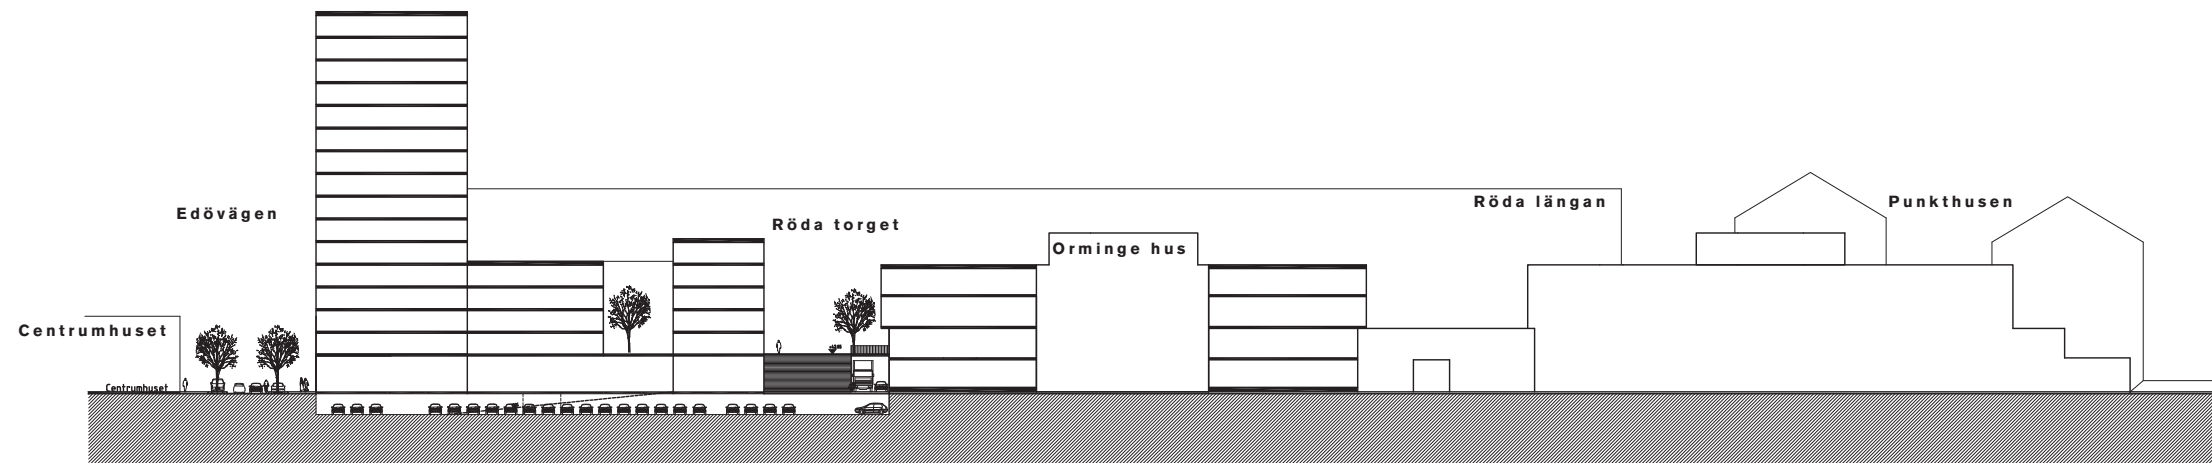 Edövägen
Röda torget
Röda längan
Punkthusen
Orminge hus
Centrumhuset
Centrumhuset